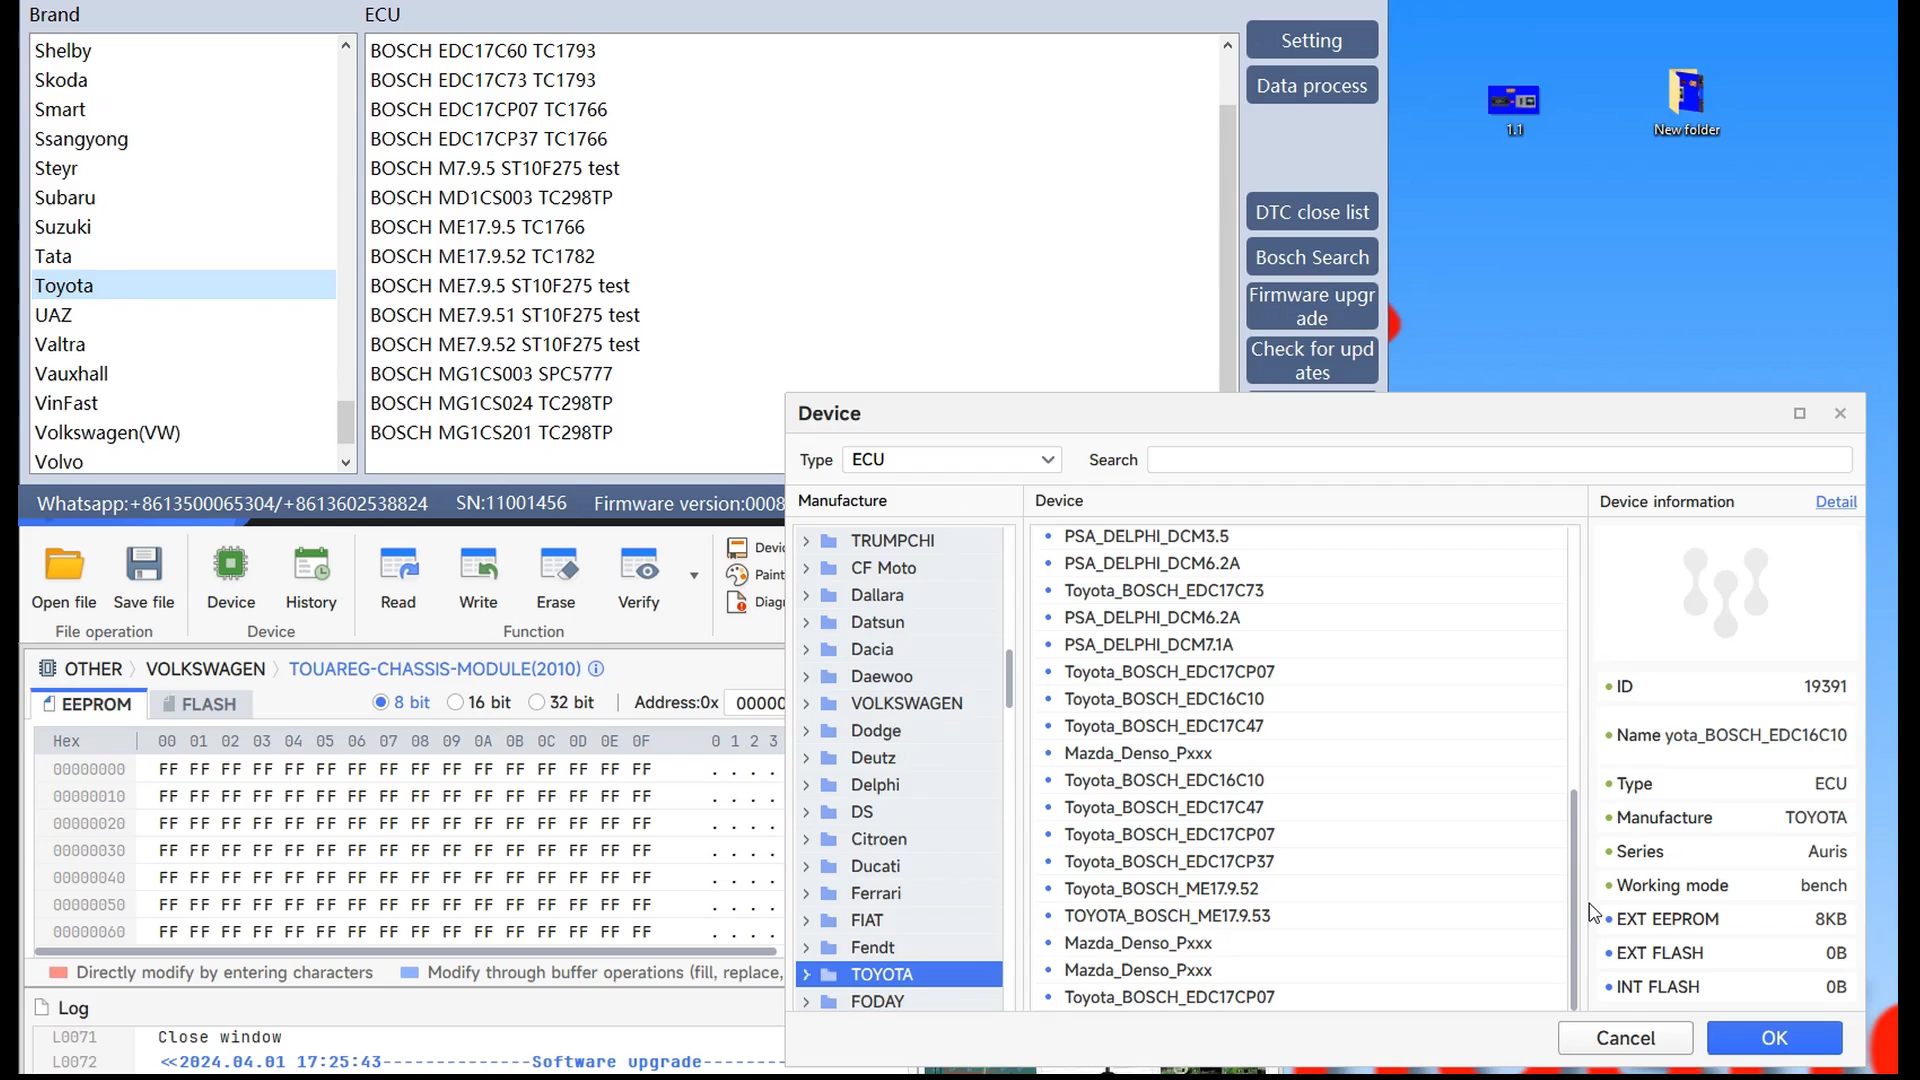 Brand
ECU
Shelby
Skoda
Smart
Ssangyong
Steyr
Subaru
Suzuki
Tata
Toyota
UAZ
Valtra
Vauxhall
VinFast
Volkswagen(VW)
Volvo
BOSCH EDC17C60 TC1793
BOSCH EDC17C73 TC1793
BOSCH EDC17CP07 TC1766
BOSCH EDC17CP37 TC1766
BOSCH M7.9.5 ST10F275 test
BOSCH MD1CS003 TC298TP
BOSCH ME17.9.5 TC1766
BOSCH ME17.9.52 TC1782
BOSCH ME7.9.5 ST10F275 test
BOSCH ME7.9.51 ST10F275 test
BOSCH ME7.9.52 ST10F275 test
BOSCH MG1CS003 SPC5777
BOSCH MG1CS024 TC298TP
BOSCH MG1CS201 TC298TP
Setting
Data process
DTC close list
Bosch Search
Firmware upgr
ade
Check for upd
ates
1.1
New folder
Whatsapp:+8613500065304/+8613602538824 SN:11001456 Firmware version:0008
Open file
Save file
Device
History
Read
Write
Erase
Verify
Devic
Paint
Diagn
File operation
Device
Function
OTHER VOLKSWAGEN TOUAREG-CHASSIS-MODULE(2010)
EEPROM FLASH 8 bit 16 bit 32 bit Address:0x 00000
Hex 00 01 02 03 04 05 06 07 08 09 0A 0B 0C 0D 0E 0F 0 1 2 3
00000000 FF FF FF FF FF FF FF FF FF FF FF FF FF FF FF FF . . . .
00000010 FF FF FF FF FF FF FF FF FF FF FF FF FF FF FF FF . . . .
00000020 FF FF FF FF FF FF FF FF FF FF FF FF FF FF FF FF . . . .
00000030 FF FF FF FF FF FF FF FF FF FF FF FF FF FF FF FF . . . .
00000040 FF FF FF FF FF FF FF FF FF FF FF FF FF FF FF FF . . . .
00000050 FF FF FF FF FF FF FF FF FF FF FF FF FF FF FF FF . . . .
00000060 FF FF FF FF FF FF FF FF FF FF FF FF FF FF FF FF . . . .
Directly modify by entering characters Modify through buffer operations (fill, replace,
Log
L0071 Close window
L0072 <<2024.04.01 17:25:43-------------Software upgrade-------
Device
Type ECU Search
Manufacture
TRUMPCHI
CF Moto
Dallara
Datsun
Dacia
Daewoo
VOLKSWAGEN
Dodge
Deutz
Delphi
DS
Citroen
Ducati
Ferrari
FIAT
Fendt
TOYOTA
FODAY
Device
PSA_DELPHI_DCM3.5
PSA_DELPHI_DCM6.2A
Toyota_BOSCH_EDC17C73
PSA_DELPHI_DCM6.2A
PSA_DELPHI_DCM7.1A
Toyota_BOSCH_EDC17CP07
Toyota_BOSCH_EDC16C10
Toyota_BOSCH_EDC17C47
Mazda_Denso_Pxxx
Toyota_BOSCH_EDC16C10
Toyota_BOSCH_EDC17C47
Toyota_BOSCH_EDC17CP07
Toyota_BOSCH_EDC17CP37
Toyota_BOSCH_ME17.9.52
TOYOTA_BOSCH_ME17.9.53
Mazda_Denso_Pxxx
Mazda_Denso_Pxxx
Toyota_BOSCH_EDC17CP07
Device information Detail
ID 19391
Name yota_BOSCH_EDC16C10
Type ECU
Manufacture TOYOTA
Series Auris
Working mode bench
EXT EEPROM 8KB
EXT FLASH 0B
INT FLASH 0B
Cancel
OK